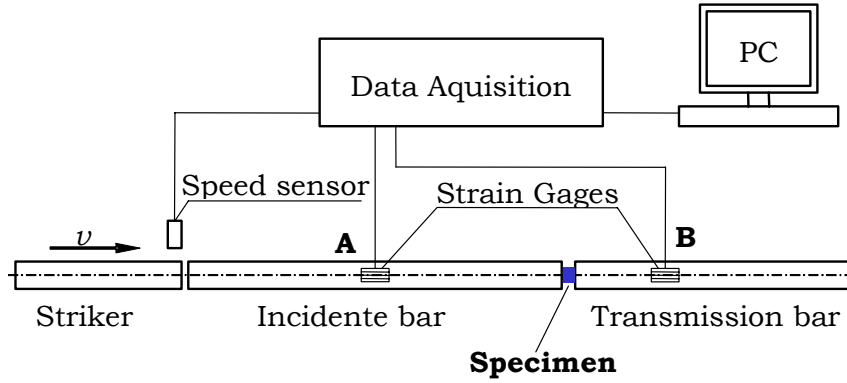 PC
Data Aquisition
Speed sensor
Strain Gages
v
A
B
Striker
Incidente bar
Transmission bar
Specimen